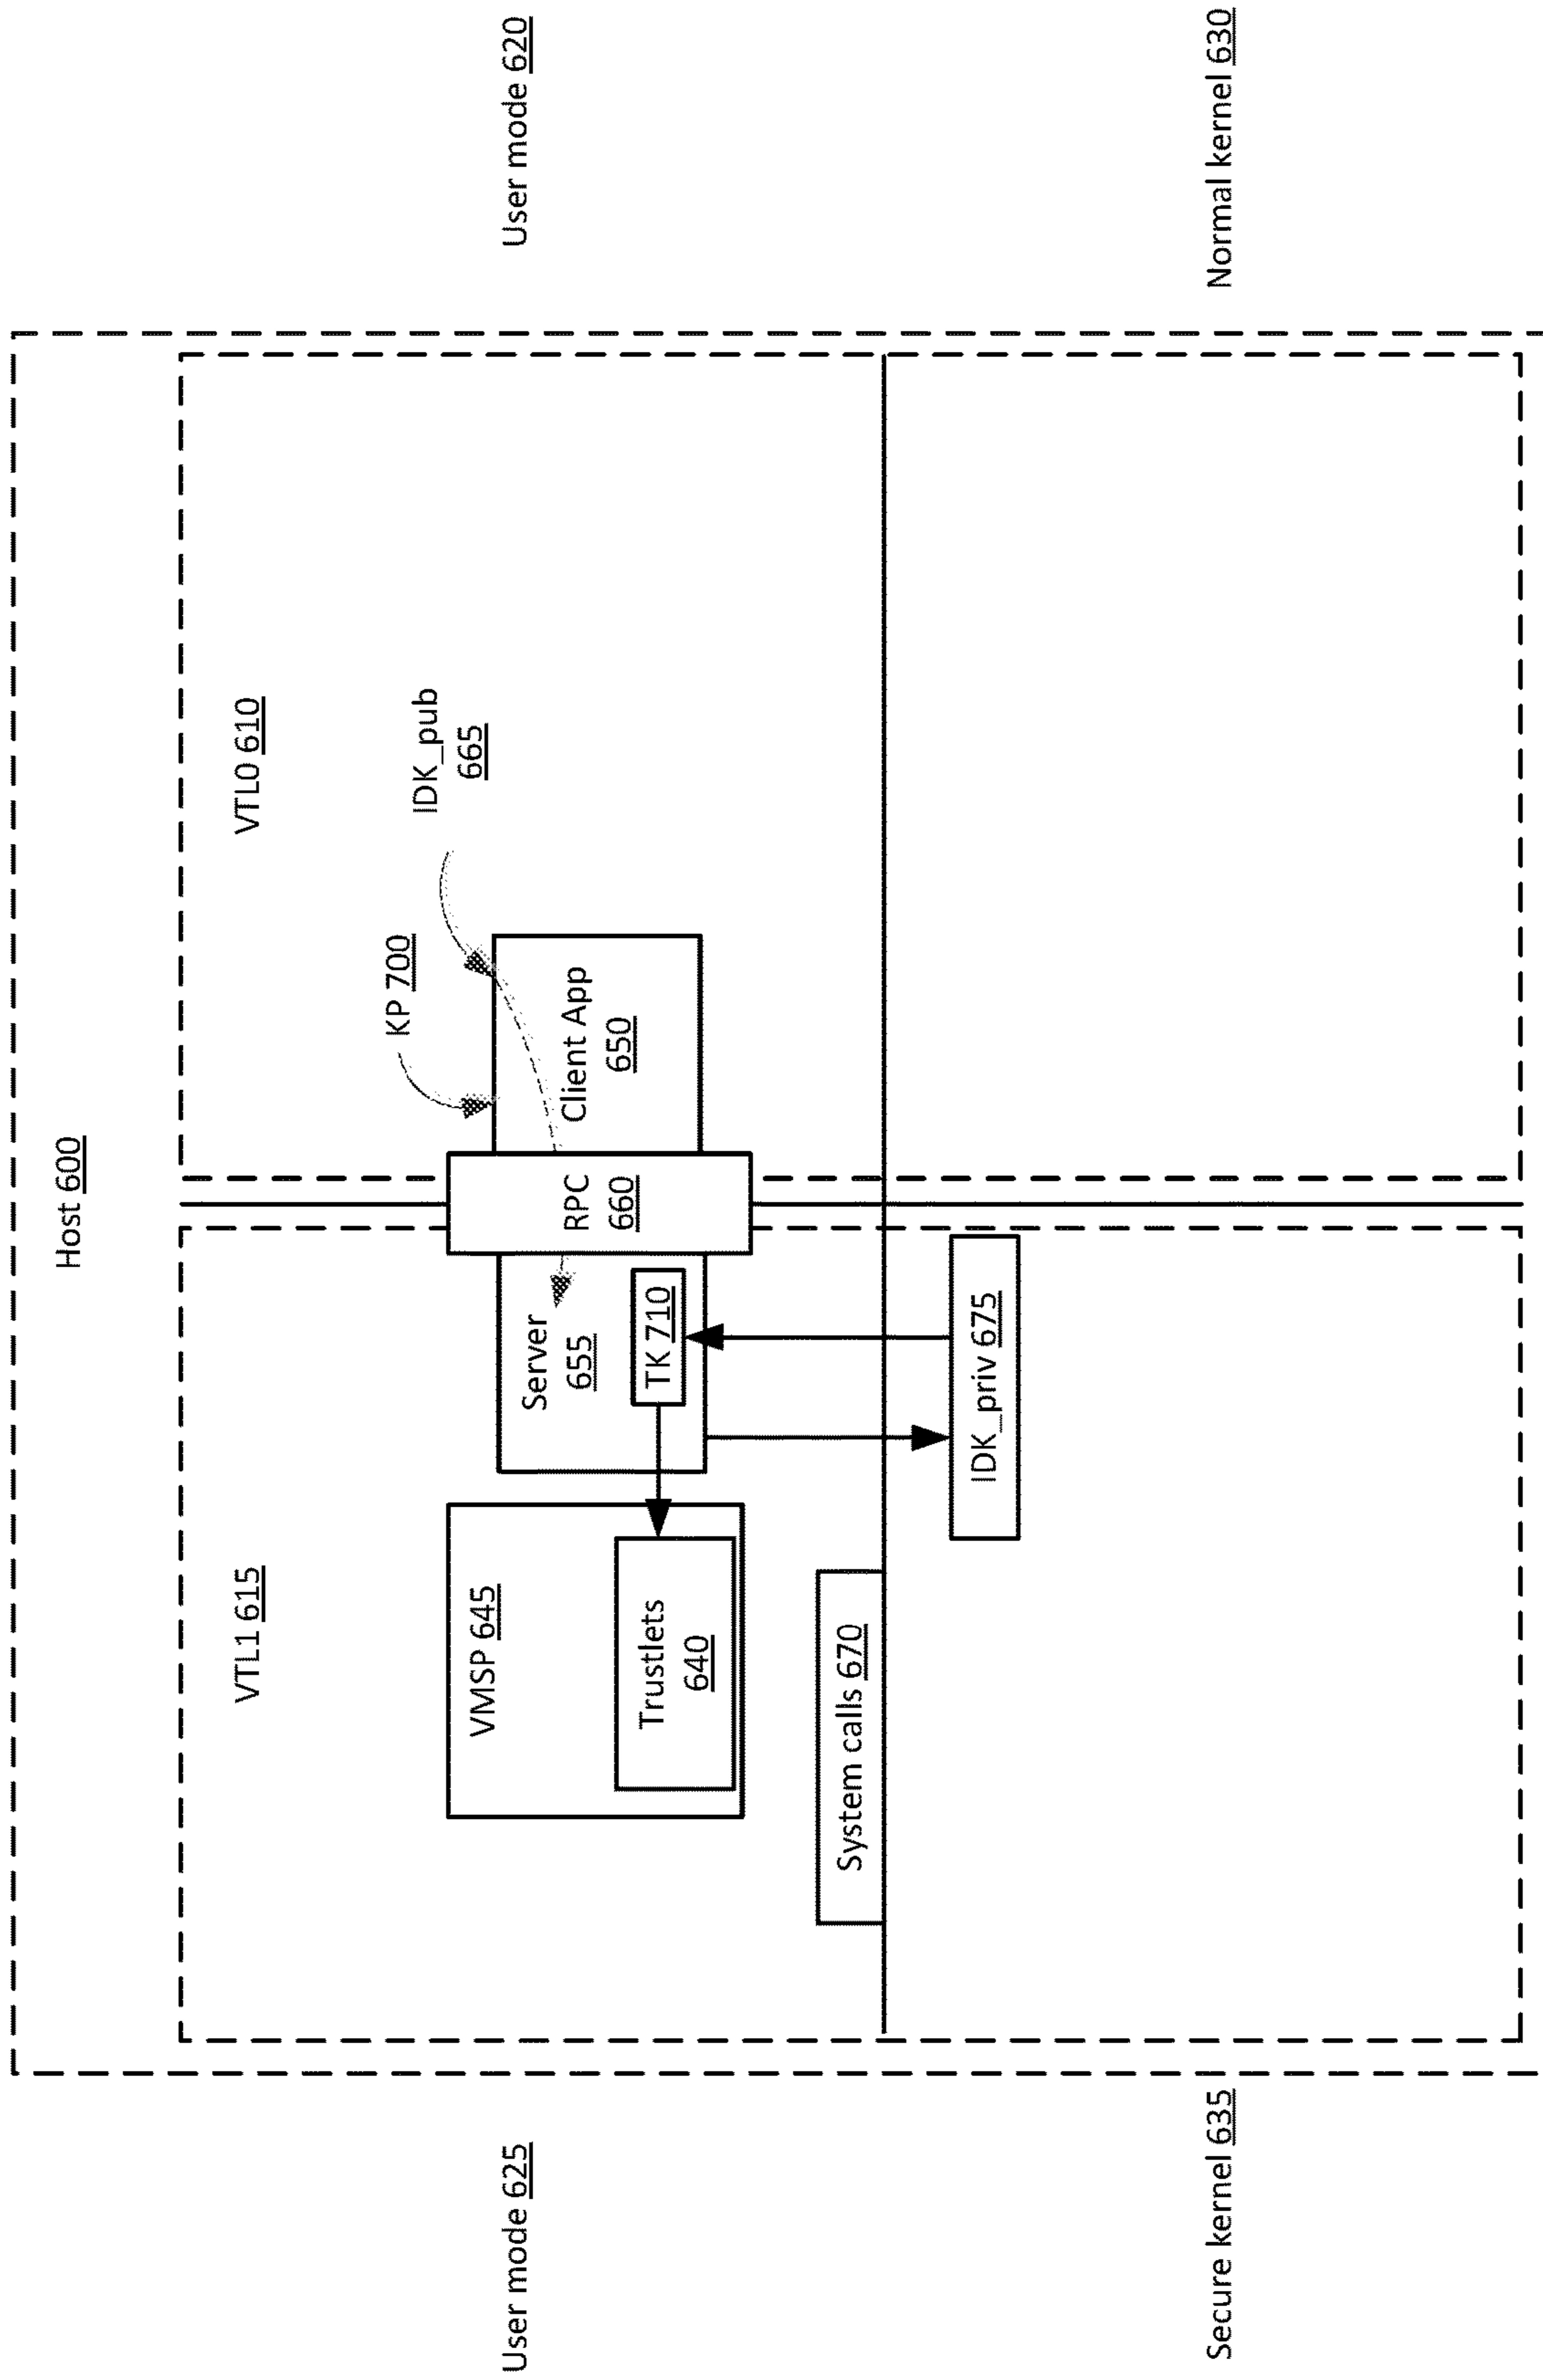 Host 600
VTL1 615
VTL0 610
User mode 625
User mode 620
VMSP 645
Trustlets
640
Server
655
TK 710
RPC
660
Client App
650
KP 700
IDK_pub
665
System calls 670
IDK_priv 675
Secure kernel 635
Normal kernel 630